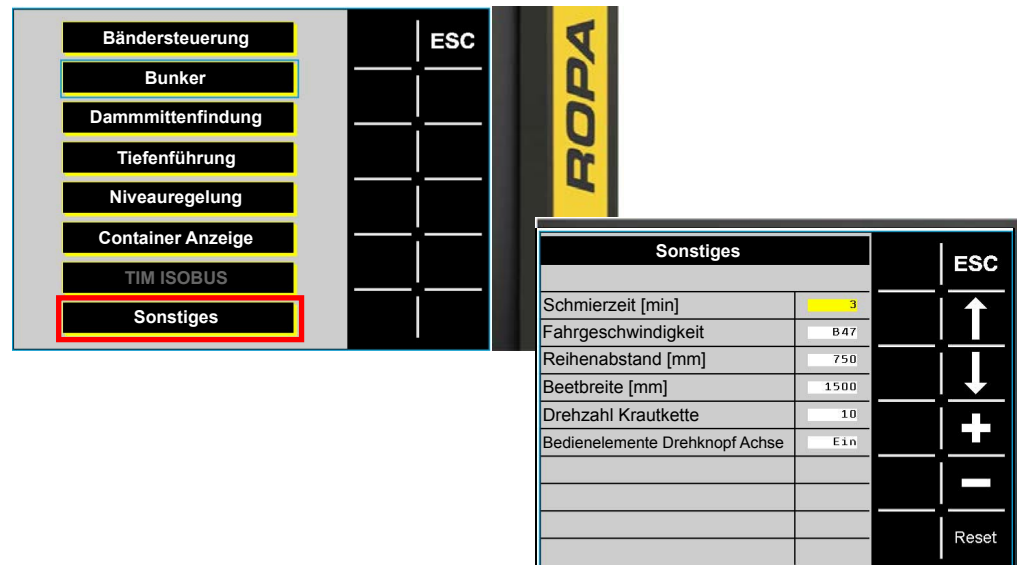 Bändersteuerung
ESC
Bunker
Dammmittenfindung
Tiefenführung
Niveauregelung
Container Anzeige
TIM ISOBUS
Sonstiges
ROPA
Sonstiges
ESC
Schmierzeit [min] 3
Fahrgeschwindigkeit B47
Reihenabstand [mm] 750
Beetbreite [mm] 1500
Drehzahl Krautkette 10
Bedienelemente Drehknopf Achse Ein
Reset